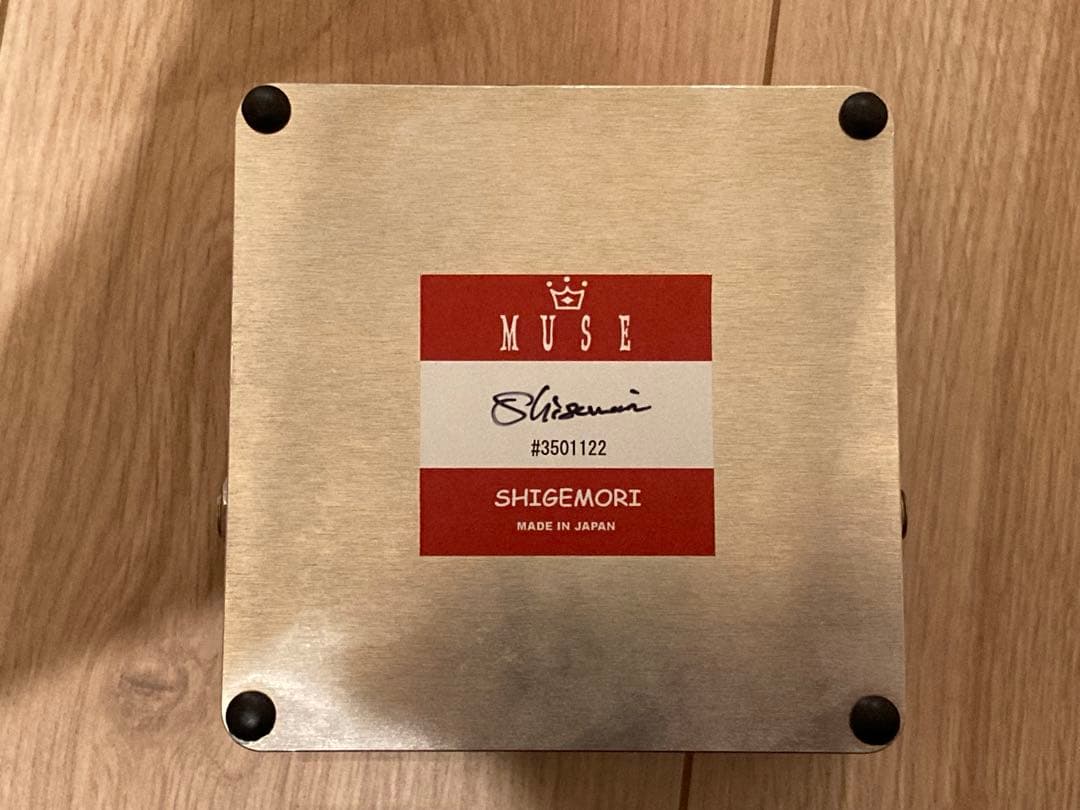 MUSE
Shigemori
#3501122
SHIGEMORI
MADE IN JAPAN